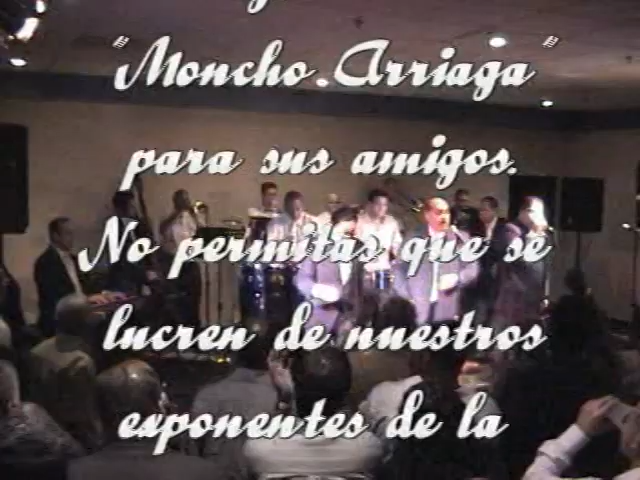 "Moncho Arriaga"
para sus amigos.
No permitas que se
lucren de nuestros
exponentes de la